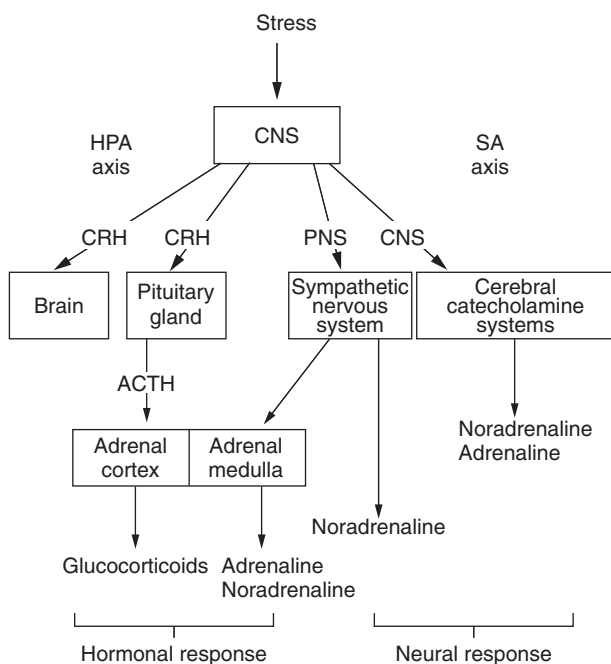 Stress
CNS
HPA
axis
SA
axis
CRH
CRH
PNS
CNS
Brain
Pituitary
gland
Sympathetic
nervous
system
Cerebral
catecholamine
systems
ACTH
Adrenal
cortex
Adrenal
medulla
Noradrenaline
Adrenaline
Noradrenaline
Glucocorticoids
Adrenaline
Noradrenaline
Hormonal response
Neural response